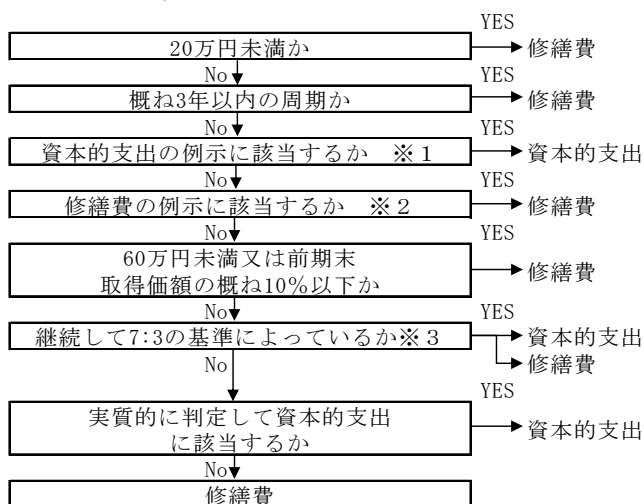 YES
20万円未満か
修繕費
No
YES
概ね3年以内の周期か
修繕費
No
YES
資本的支出の例示に該当するか ※1
資本的支出
No
YES
修繕費の例示に該当するか ※2
修繕費
No
YES
60万円未満又は前期末
取得価額の概ね10%以下か
修繕費
No
YES
継続して7:3の基準によっているか※3
資本的支出
修繕費
No
YES
実質的に判定して資本的支出
に該当するか
資本的支出
No
修繕費